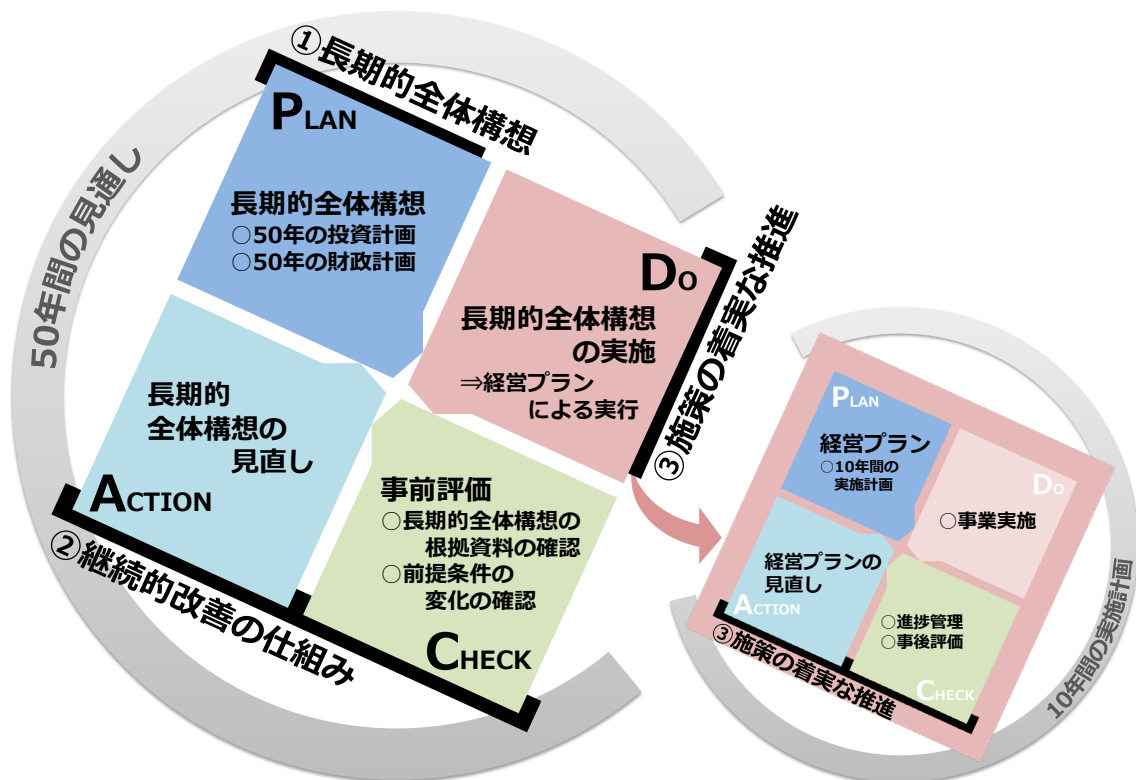 50年間の見通し
①長期的全体構想
PLAN
長期的全体構想
○50年の投資計画
○50年の財政計画
DO
長期的全体構想
の実施
⇒経営プラン
による実行
③施策の着実な推進
長期的
全体構想の
見直し
ACTION
事前評価
○長期的全体構想の
根拠資料の確認
○前提条件の
変化の確認
CHECK
②継続的改善の仕組み
PLAN
経営プラン
○10年間の
実施計画
DO
○事業実施
経営プランの
見直し
ACTION
○進捗管理
○事後評価
CHECK
③施策の着実な推進
10年間の実施計画